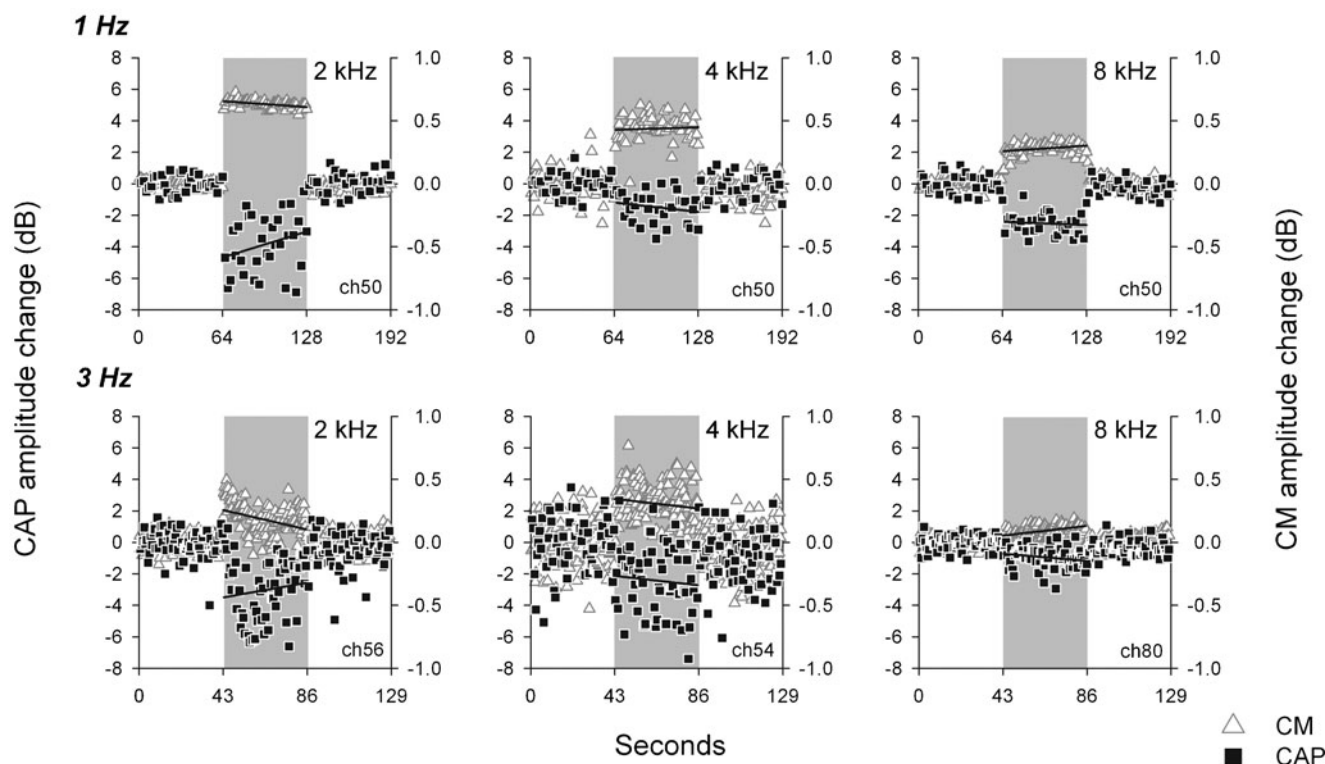 1 Hz
8 1.0 8 1.0 8 1.0
2 kHz 4 kHz 8 kHz
6 6 6
4 0.5 4 0.5 4 0.5
2 2 2
0 0.0 0 0.0 0 0.0
-2 -2 -2
-4 -0.5 -4 -0.5 -4 -0.5
-6 -6 -6
ch50 ch50 ch50
-8 -1.0 -8 -1.0 -8 -1.0
0 64 128 192 0 64 128 192 0 64 128 192
CAP amplitude change (dB)
CM amplitude change (dB)
3 Hz
8 1.0 8 1.0 8 1.0
2 kHz 4 kHz 8 kHz
6 6 6
4 0.5 4 0.5 4 0.5
2 2 2
0 0.0 0 0.0 0 0.0
-2 -2 -2
-4 -0.5 -4 -0.5 -4 -0.5
-6 -6 -6
ch56 ch54 ch80
-8 -1.0 -8 -1.0 -8 -1.0
0 43 86 129 0 43 86 129 0 43 86 129
Seconds
CM
CAP